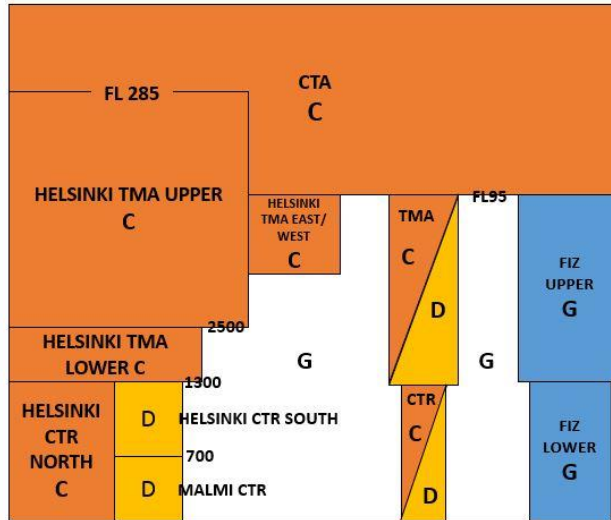 CTA
C
FL 285
HELSINKI TMA UPPER
C
HELSINKI
TMA EAST/
WEST
C
TMA
C
D
FL95
FIZ
UPPER
G
2500
HELSINKI TMA
LOWER C
G
G
1300
HELSINKI
CTR
NORTH
C
D
HELSINKI CTR SOUTH
700
D
MALMI CTR
CTR
C
D
FIZ
LOWER
G